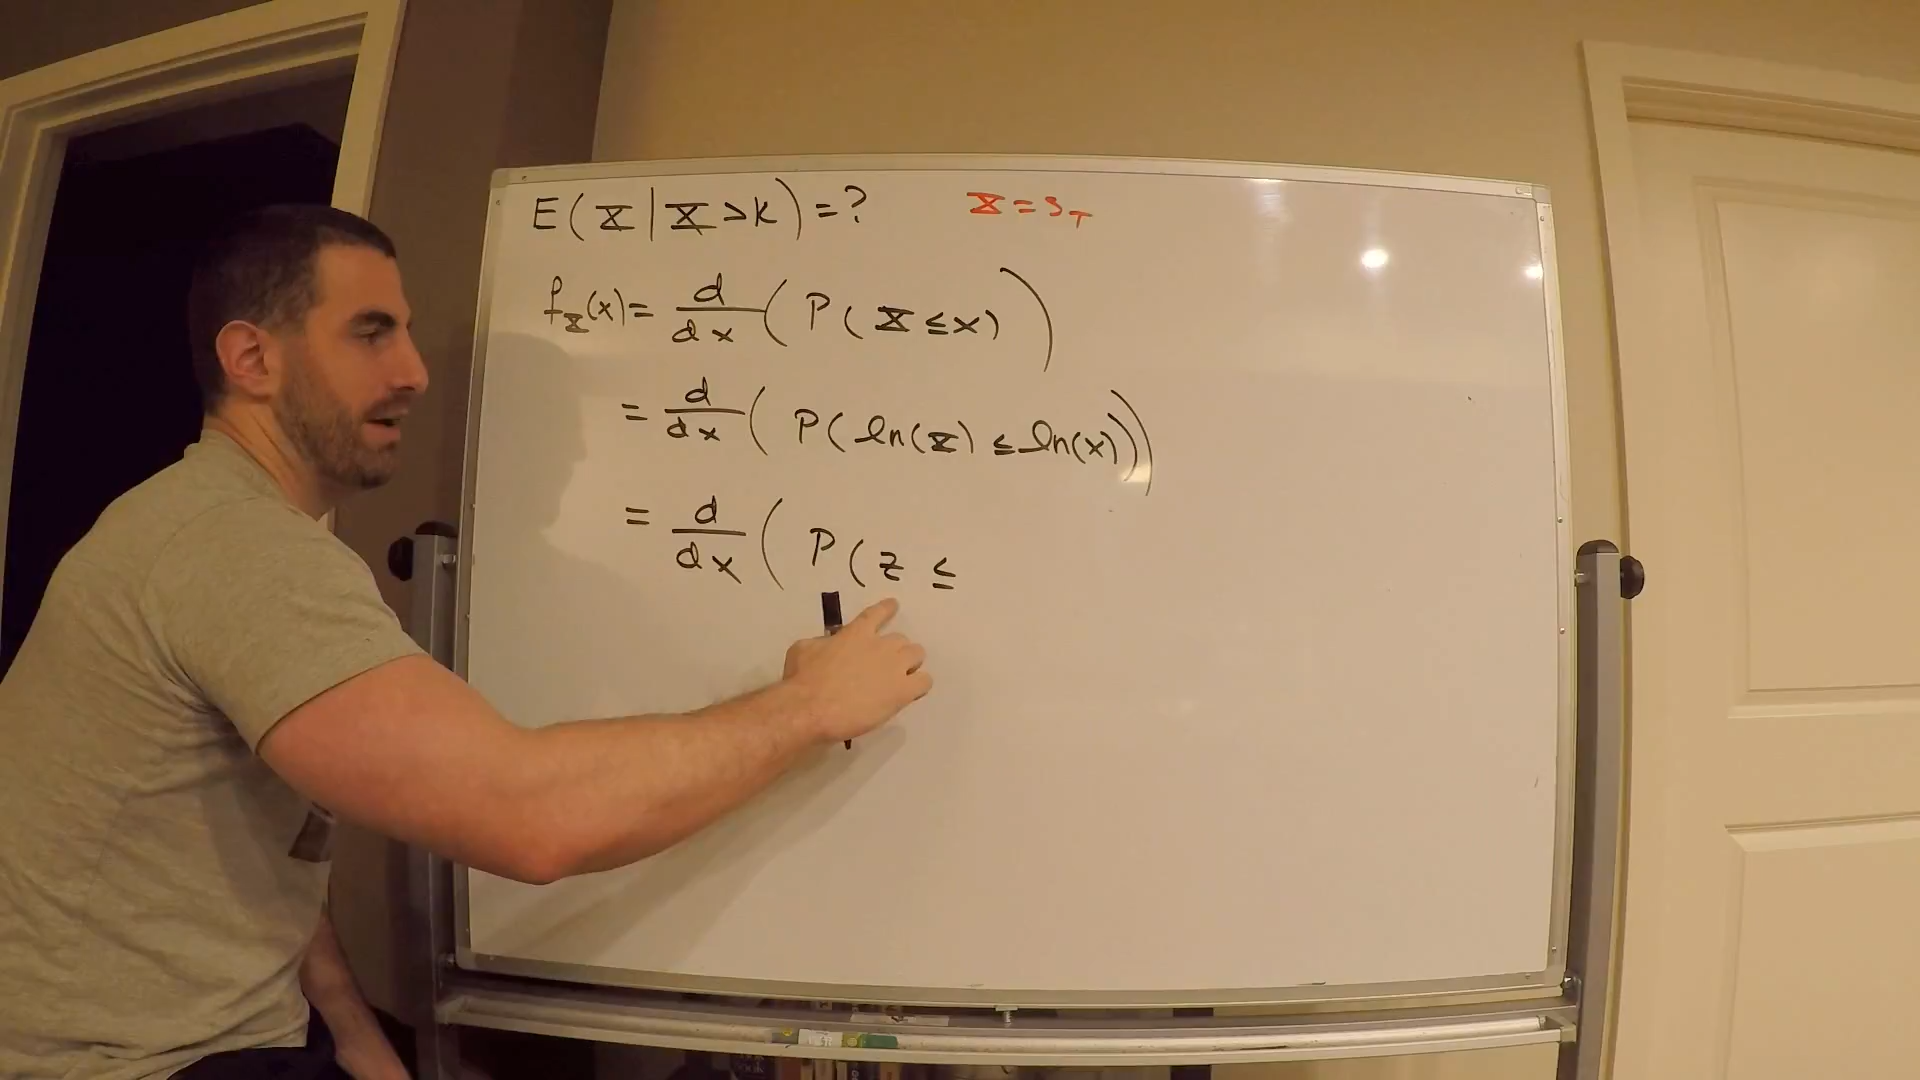 E(X|X>K)=? X=S_T
f_X(x)= d/dx (P(X≤x))
= d/dx (P(ln(X)≤ln(x)))
= d/dx (P(z≤